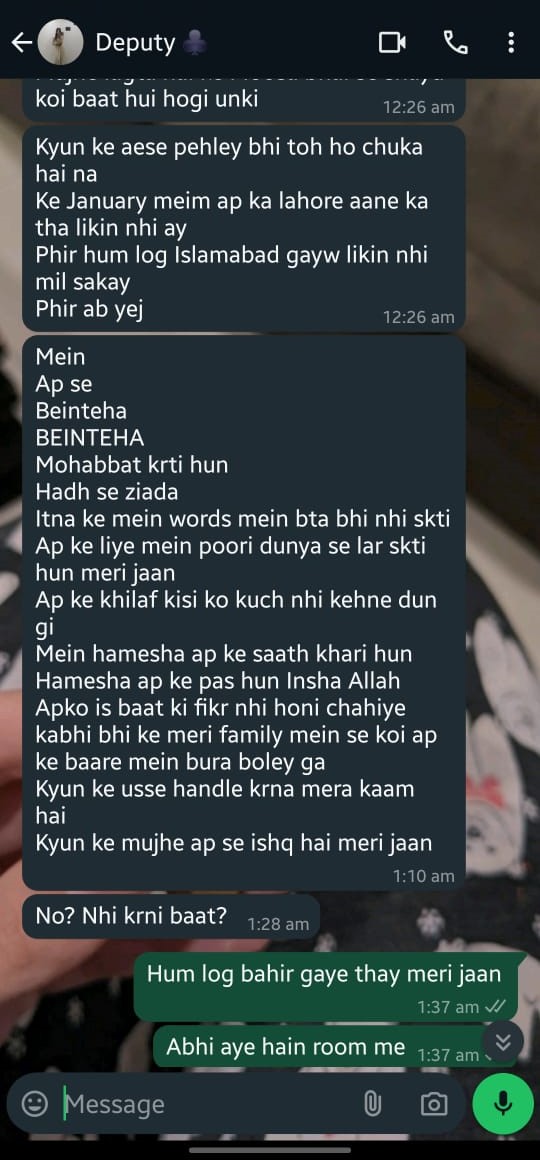 Deputy ♣️
koi baat hui hogi unki
12:26 am
Kyun ke aese pehley bhi toh ho chuka
hai na
Ke January meim ap ka lahore aane ka
tha likin nhi ay
Phir hum log Islamabad gayw likin nhi
mil sakay
Phir ab yej
12:26 am
Mein
Ap se
Beinteha
BEINTEHA
Mohabbat krti hun
Hadh se ziada
Itna ke mein words mein bta bhi nhi skti
Ap ke liye mein poori dunya se lar skti
hun meri jaan
Ap ke khilaf kisi ko kuch nhi kehne dun
gi
Mein hamesha ap ke saath khari hun
Hamesha ap ke pas hun Insha Allah
Apko is baat ki fikr nhi honi chahiye
kabhi bhi ke meri family mein se koi ap
ke baare mein bura boley ga
Kyun ke usse handle krna mera kaam
hai
Kyun ke mujhe ap se ishq hai meri jaan
1:10 am
No? Nhi krni baat?
1:28 am
Hum log bahir gaye thay meri jaan
1:37 am
Abhi aye hain room me
1:37 am
Message